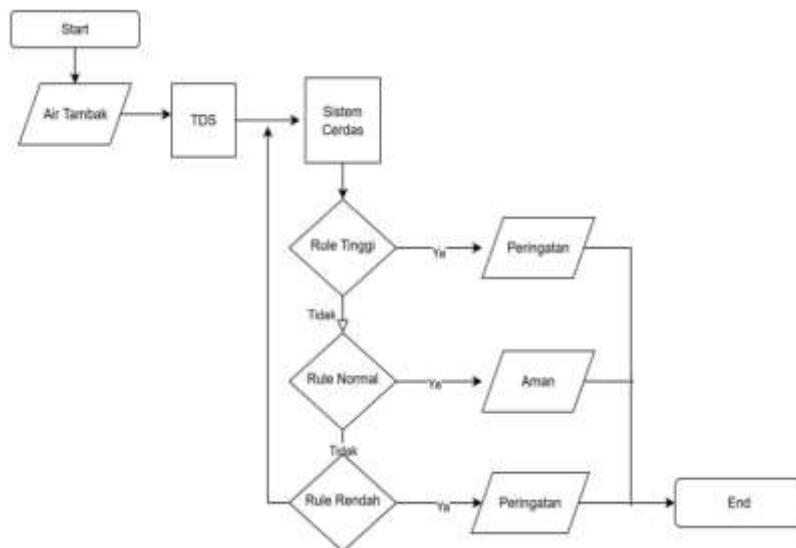 Start
Air Tambak
TDS
Sistem
Cerdas
Rule Tinggi
Ya
Peringatan
Tidak
Rule Normal
Ya
Aman
Tidak
Rule Rendah
Ya
Peringatan
End